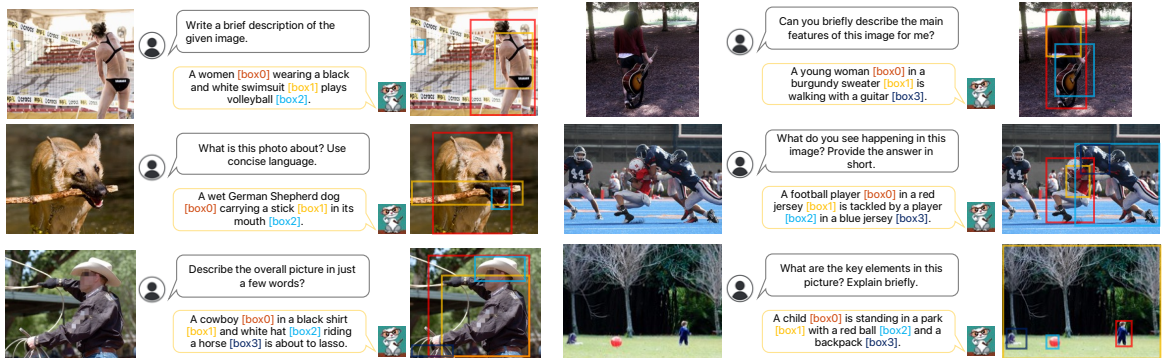 Write a brief description of the
given image.
A women [box0] wearing a black
and white swimsuit [box1] plays
volleyball [box2].
Can you briefly describe the main
features of this image for me?
A young woman [box0] in a
burgundy sweater [box1] is
walking with a guitar [box3].
What is this photo about? Use
concise language.
A wet German Shepherd dog
[box0] carrying a stick [box1] in its
mouth [box2].
What do you see happening in this
image? Provide the answer in
short.
A football player [box0] in a red
jersey [box1] is tackled by a player
[box2] in a blue jersey [box3].
44
Describe the overall picture in just
a few words?
A cowboy [box0] in a black shirt
[box1] and white hat [box2] riding
a horse [box3] is about to lasso.
What are the key elements in this
picture? Explain briefly.
A child [box0] is standing in a park
[box1] with a red ball [box2] and a
backpack [box3].